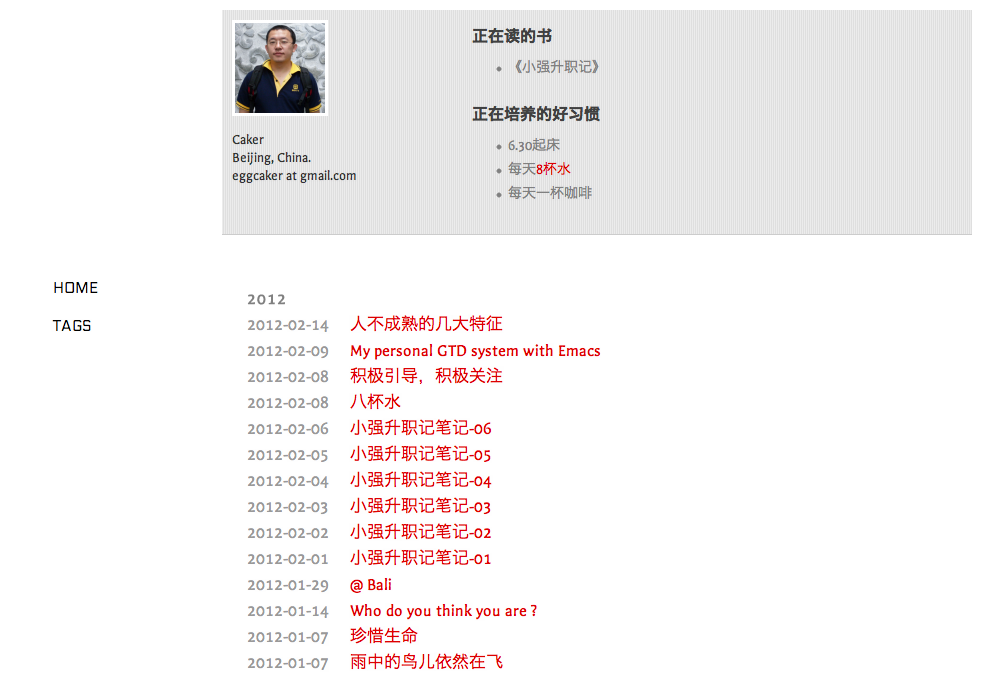 Caker
Beijing, China.
eggcaker at gmail.com
正在读的书
《小强升职记》
正在培养的好习惯
6.30起床
每天8杯水
每天一杯咖啡
HOME
TAGS
2012
2012-02-14 人不成熟的几大特征
2012-02-09 My personal GTD system with Emacs
2012-02-08 积极引导，积极关注
2012-02-08 八杯水
2012-02-06 小强升职记笔记-06
2012-02-05 小强升职记笔记-05
2012-02-04 小强升职记笔记-04
2012-02-03 小强升职记笔记-03
2012-02-02 小强升职记笔记-02
2012-02-01 小强升职记笔记-01
2012-01-29 @ Bali
2012-01-14 Who do you think you are ?
2012-01-07 珍惜生命
2012-01-07 雨中的鸟儿依然在飞